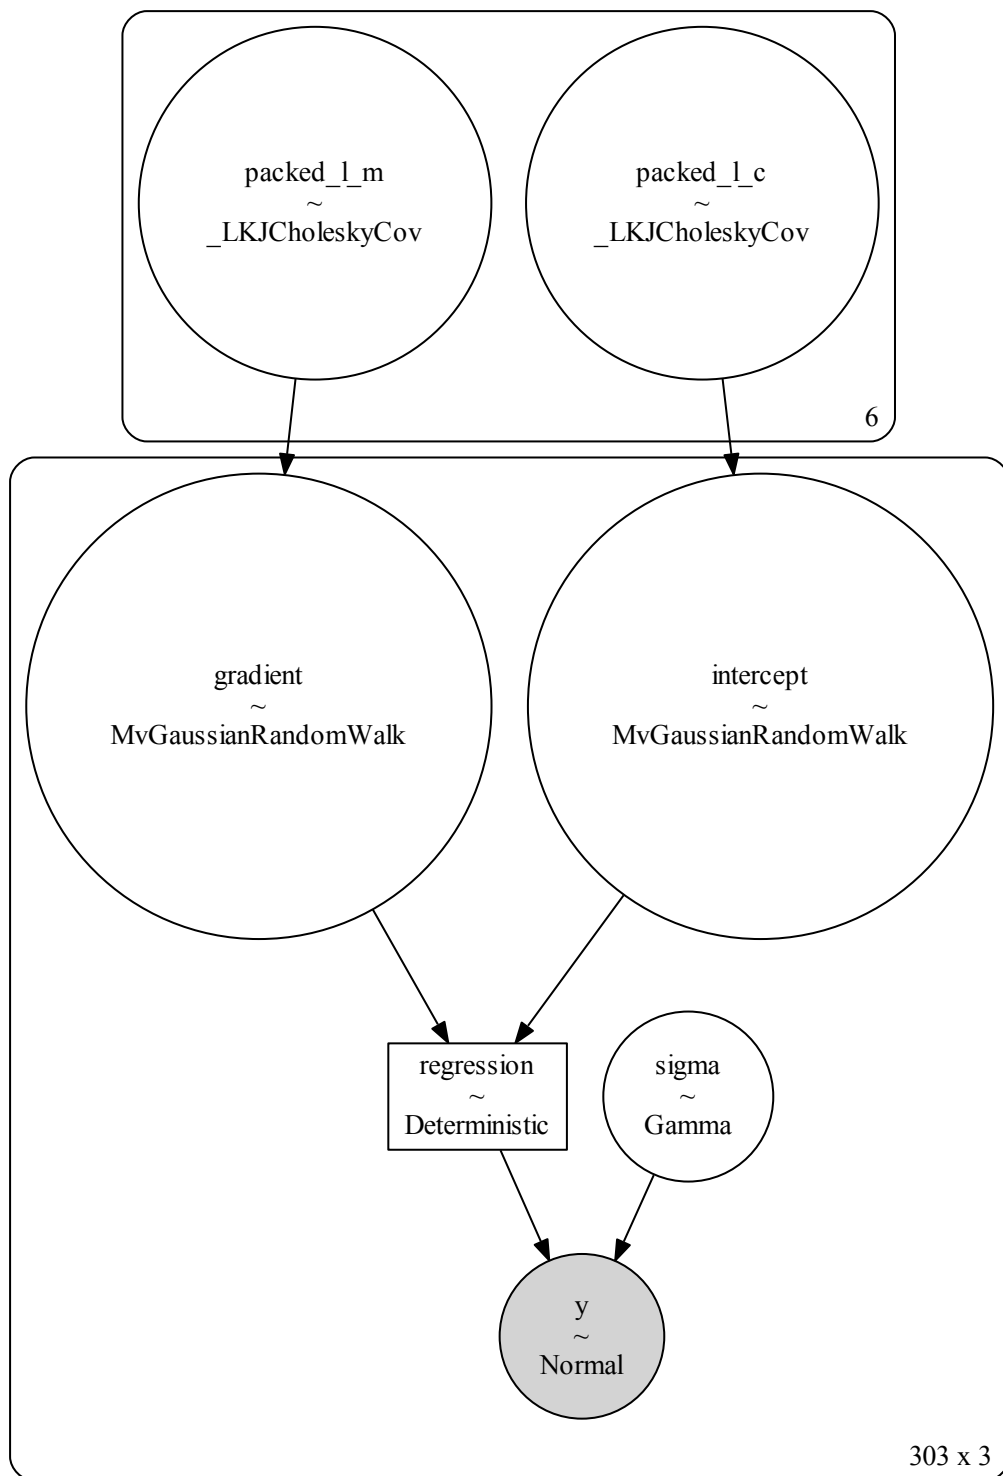 packed_l_m
~
_LKJCholeskyCov
packed_l_c
~
_LKJCholeskyCov
6
gradient
~
MvGaussianRandomWalk
intercept
~
MvGaussianRandomWalk
regression
~
Deterministic
sigma
~
Gamma
y
~
Normal
303 x 3